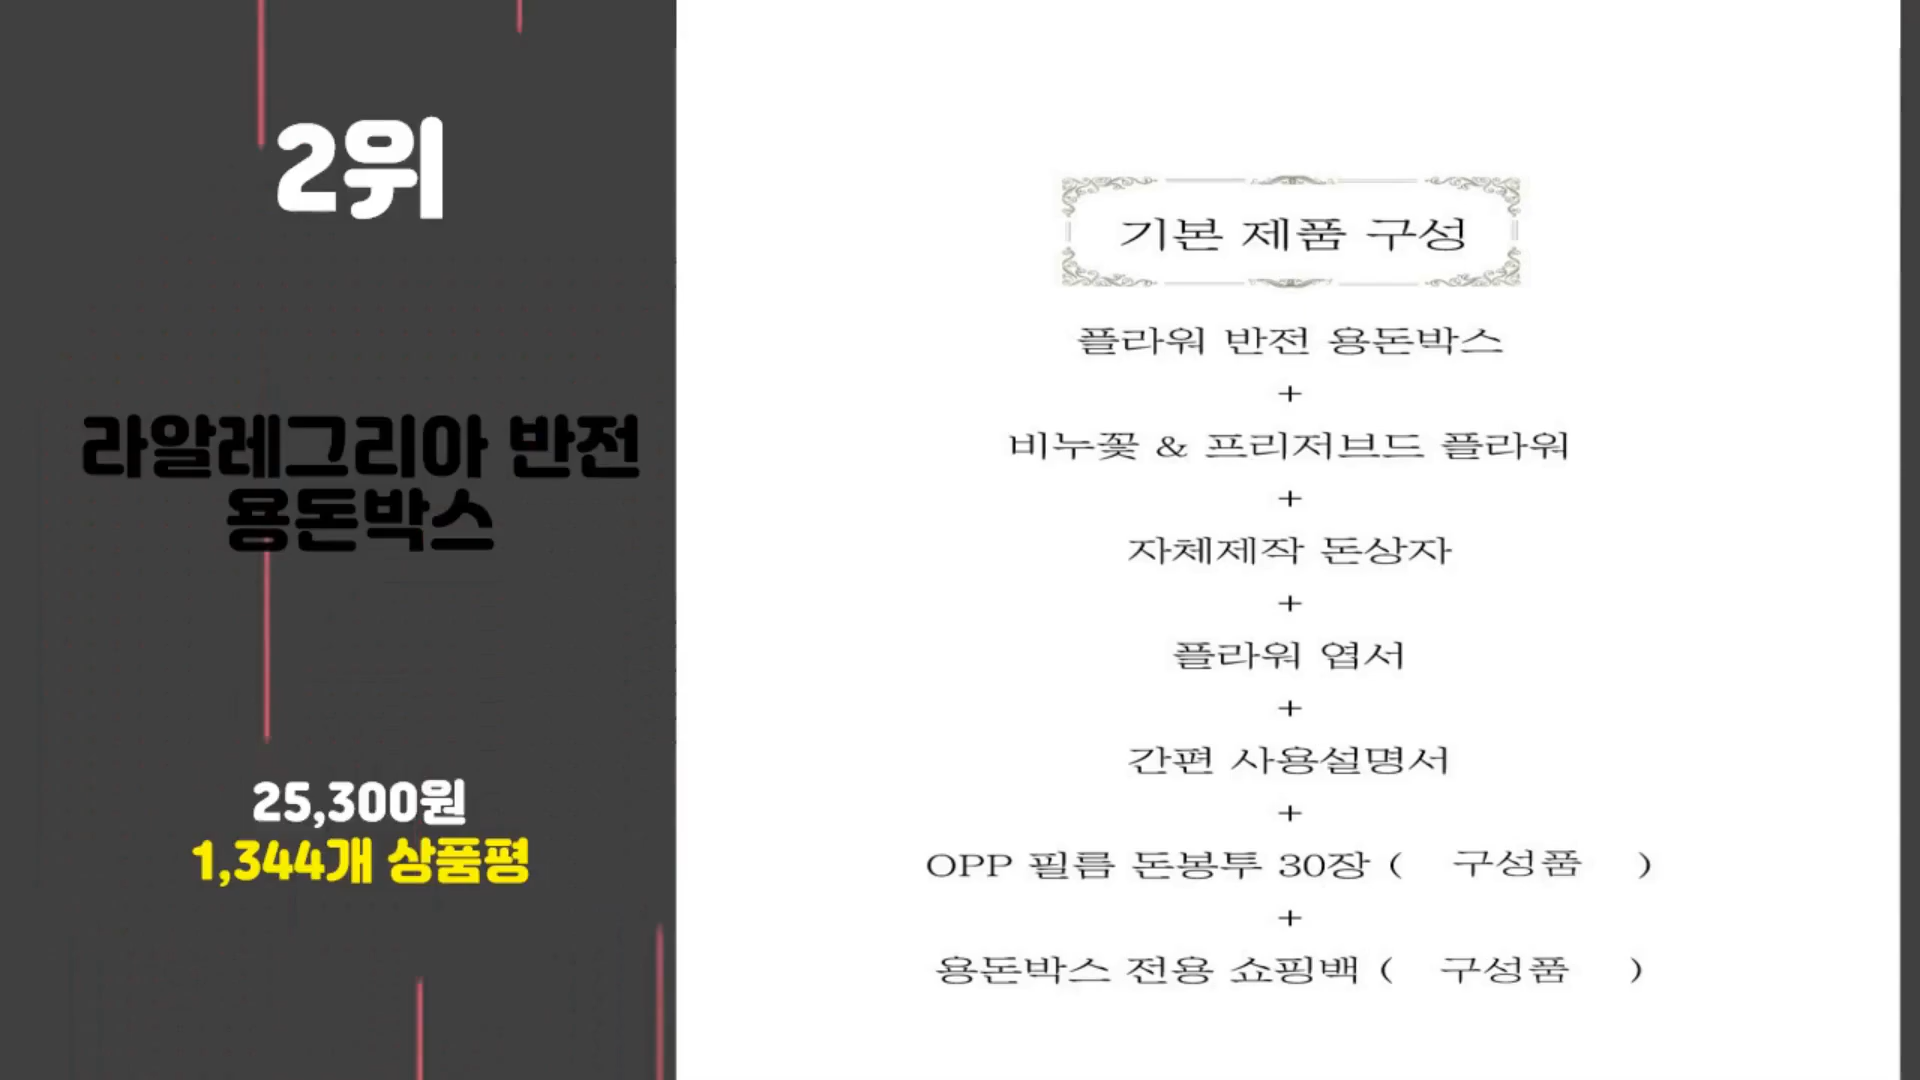 2위
라알레그리아 반전
용돈박스
25,300원
1,344개 상품평
기본 제품 구성
플라워 반전 용돈박스
+
비누꽃 & 프리저브드 플라워
+
자체제작 돈상자
+
플라워 엽서
+
간편 사용설명서
+
OPP 필름 돈봉투 30장 ( 구성품 )
+
용돈박스 전용 쇼핑백 ( 구성품 )